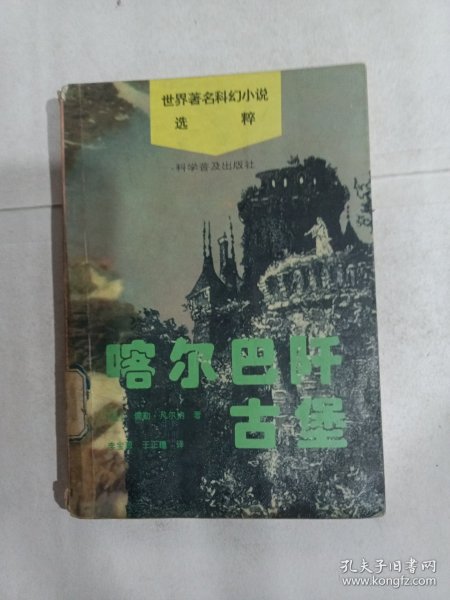 世界著名科幻小说
选 粹
·科学普及出版社
喀尔巴阡
古堡
儒勒·凡尔纳 著
王正穗 译
孔夫子旧书网
www.kongfz.com